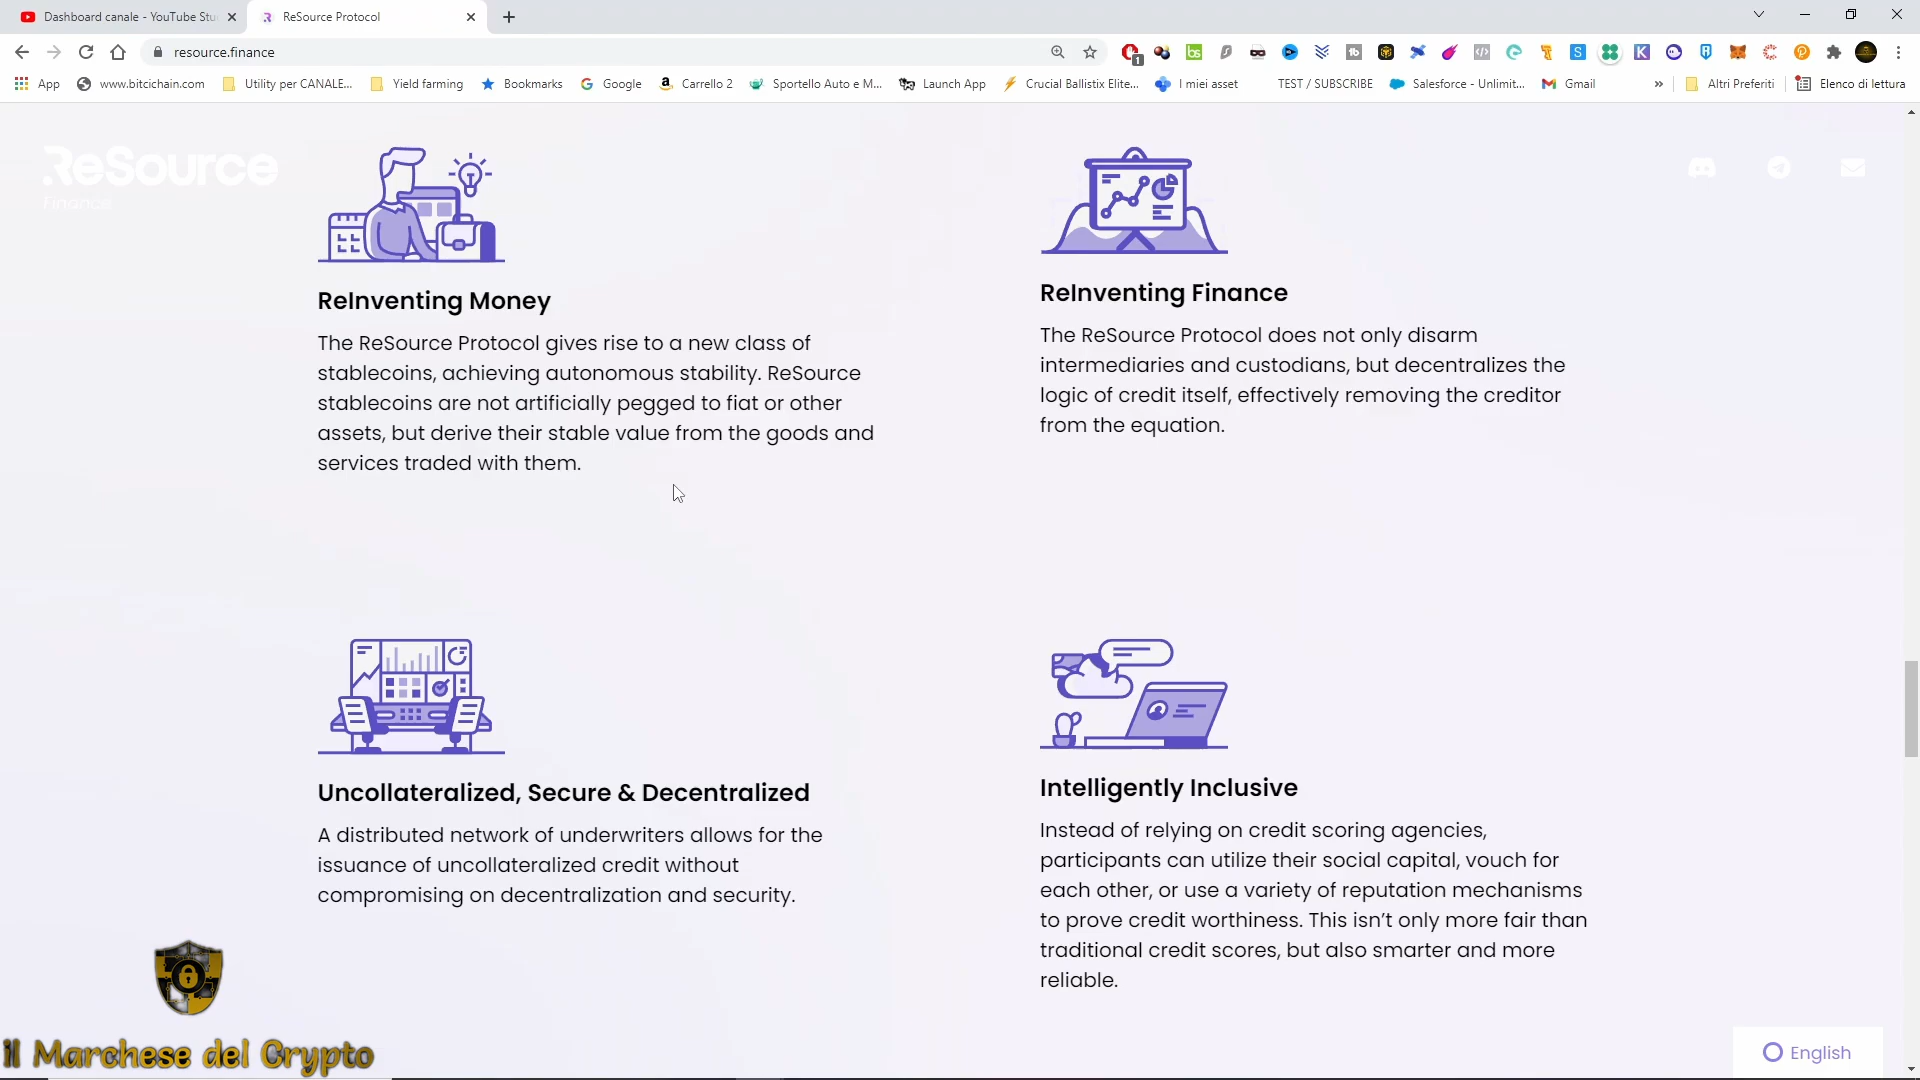 Dashboard canale - YouTube Stu
ReSource Protocol
resource.finance
1
App
www.bitcichain.com
Utility per CANALE...
Yield farming
Bookmarks
Google
Carrello 2
Sportello Auto e M...
Launch App
Crucial Ballistix Elite...
I miei asset
TEST / SUBSCRIBE
Salesforce - Unlimit...
Gmail
»
Altri Preferiti
Elenco di lettura
ReSource
Finance
ReInventing Money
The ReSource Protocol gives rise to a new class of
stablecoins, achieving autonomous stability. ReSource
stablecoins are not artificially pegged to fiat or other
assets, but derive their stable value from the goods and
services traded with them.
ReInventing Finance
The ReSource Protocol does not only disarm
intermediaries and custodians, but decentralizes the
logic of credit itself, effectively removing the creditor
from the equation.
Uncollateralized, Secure & Decentralized
A distributed network of underwriters allows for the
issuance of uncollateralized credit without
compromising on decentralization and security.
Intelligently Inclusive
Instead of relying on credit scoring agencies,
participants can utilize their social capital, vouch for
each other, or use a variety of reputation mechanisms
to prove credit worthiness. This isn't only more fair than
traditional credit scores, but also smarter and more
reliable.
il Marchese del Crypto
English